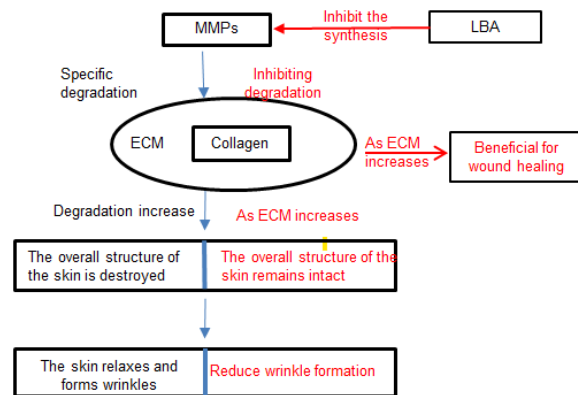 MMPs
Inhibit the
synthesis
LBA
Specific
degradation
Inhibiting
degradation
ECM
Collagen
As ECM
increases
Beneficial for
wound healing
Degradation increase
As ECM increases
The overall structure of
the skin is destroyed
The overall structure of the
skin remains intact
The skin relaxes and
forms wrinkles
Reduce wrinkle formation